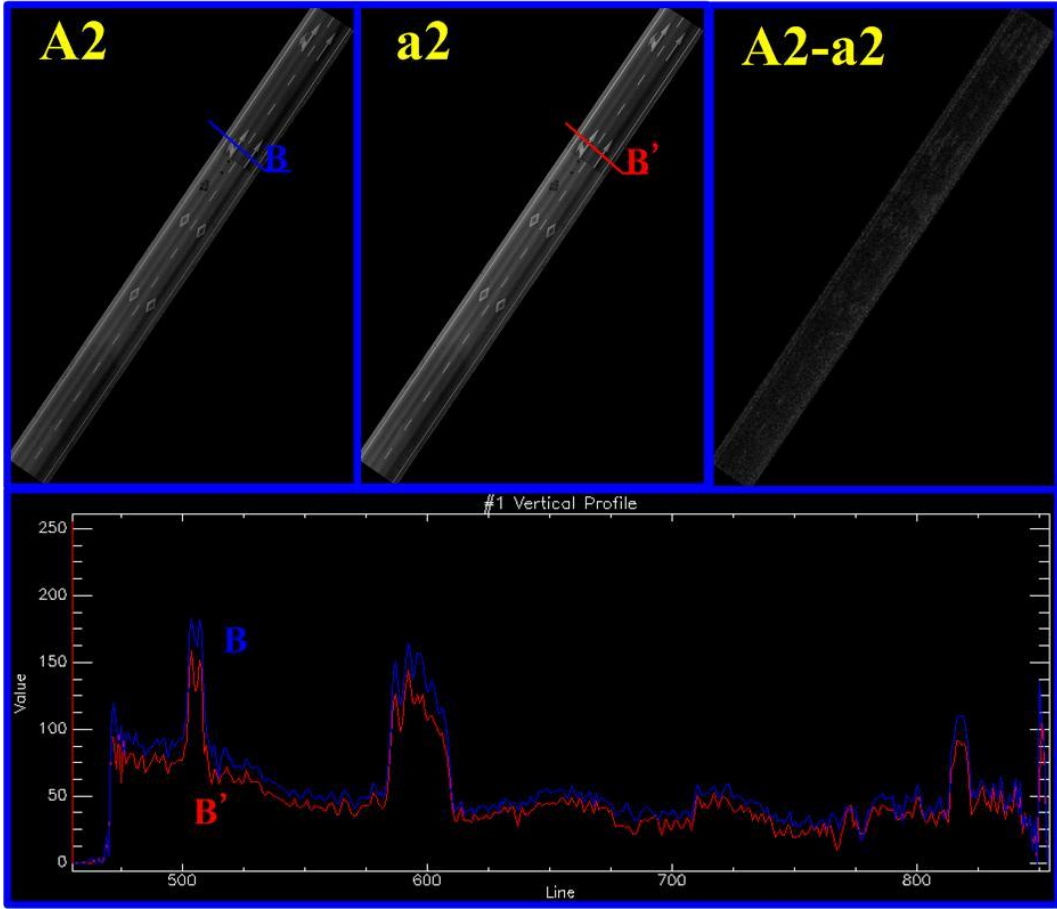 A2
a2
A2-a2
B
B’
#1 Vertical Profile
250
200
150
100
50
0
Value
B
B’
500
600
700
800
Line